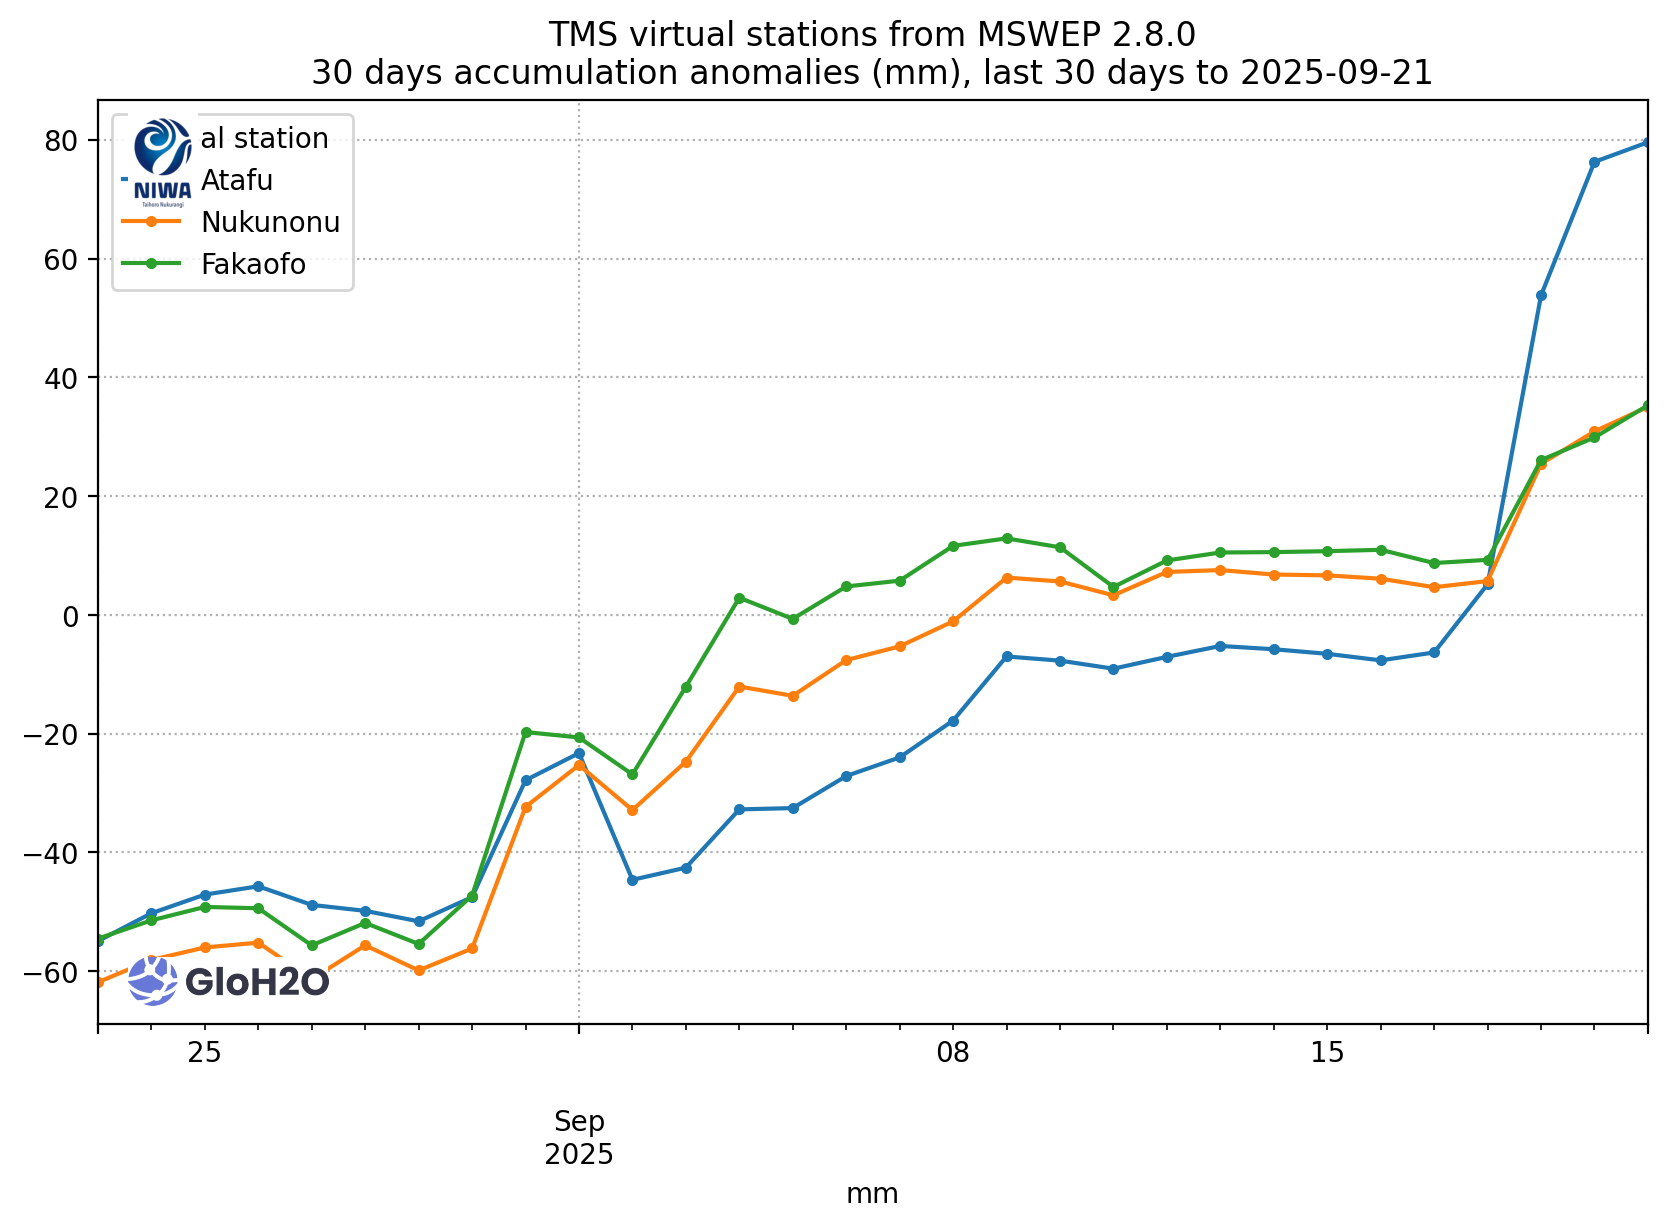 TMS virtual stations from MSWEP 2.8.0
30 days accumulation anomalies (mm), last 30 days to 2025-09-21
80
60
40
20
0
−20
−40
−60
al station
Atafu
Nukunonu
Fakaofo
NIWA
Taihoro Nukurangi
GloH2O
25
08
15
Sep
2025
mm